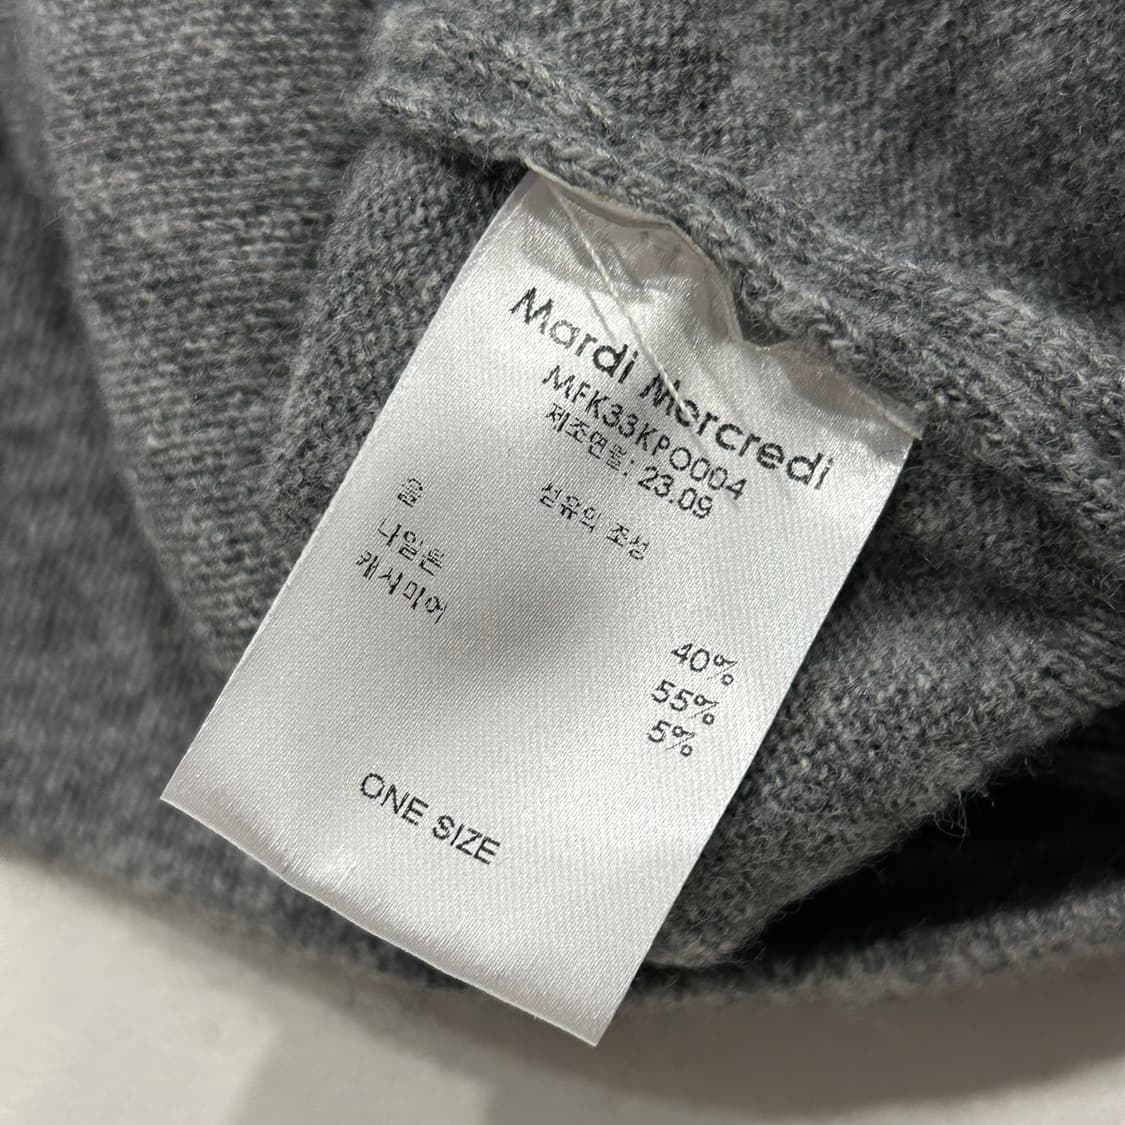 Mardi Mercredi
MFK33KPO004
제조연월: 23.09
섬유의 조성
울 40%
나일론 55%
캐시미어 5%
ONE SIZE